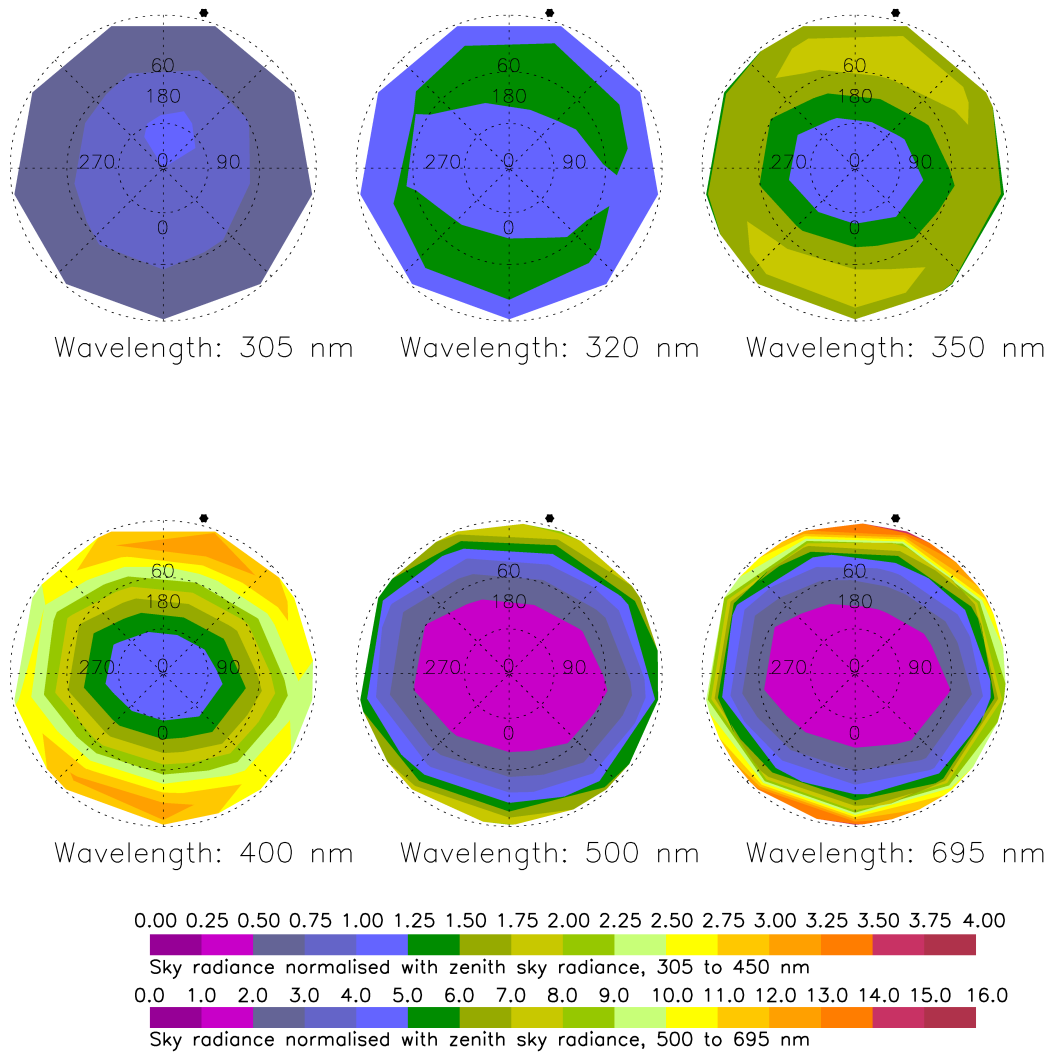 60 60 60
180 180 180
270 0 90 270 0 90 270 0 90
0 0 0
Wavelength: 305 nm Wavelength: 320 nm Wavelength: 350 nm
60 60 60
180 180 180
270 0 90 270 0 90 270 0 90
0 0 0
Wavelength: 400 nm Wavelength: 500 nm Wavelength: 695 nm
0.00 0.25 0.50 0.75 1.00 1.25 1.50 1.75 2.00 2.25 2.50 2.75 3.00 3.25 3.50 3.75 4.00
Sky radiance normalised with zenith sky radiance, 305 to 450 nm
0.0 1.0 2.0 3.0 4.0 5.0 6.0 7.0 8.0 9.0 10.0 11.0 12.0 13.0 14.0 15.0 16.0
Sky radiance normalised with zenith sky radiance, 500 to 695 nm